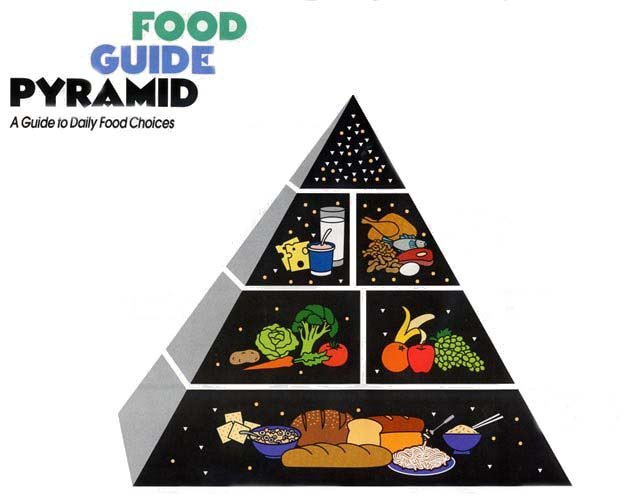 FOOD
GUIDE
PYRAMID
A Guide to Daily Food Choices